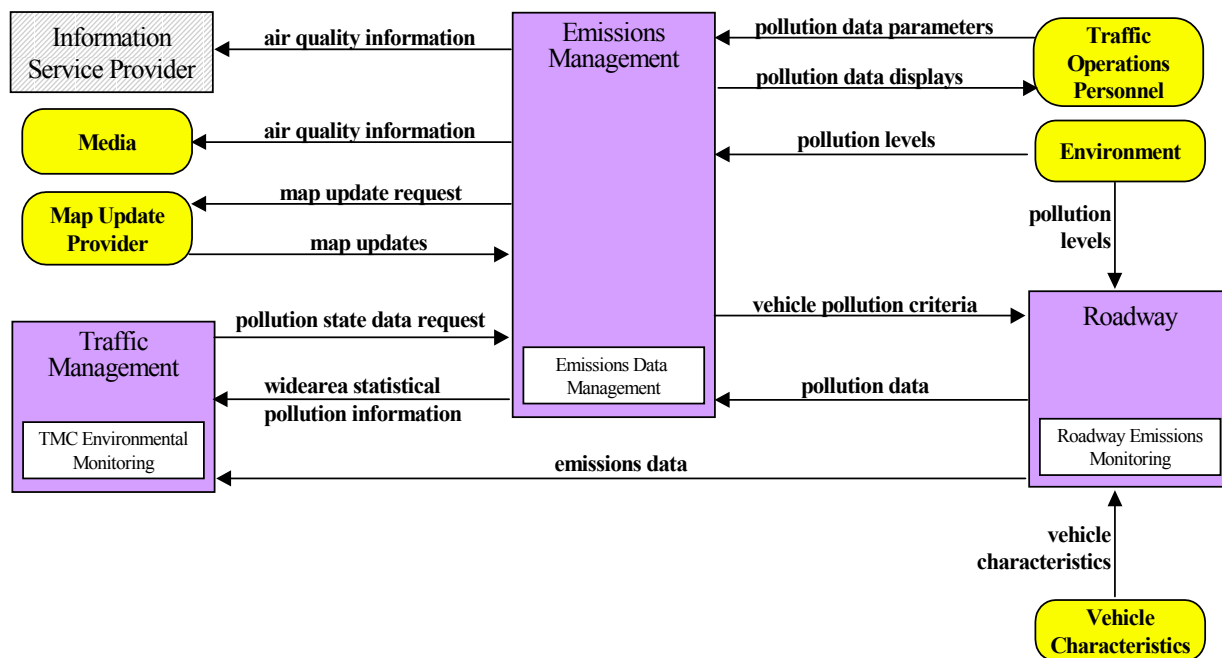 Information
Service Provider
air quality information
Emissions
Management
pollution data parameters
Traffic
Operations
Personnel
pollution data displays
Media
air quality information
pollution levels
Environment
map update request
Map Update
Provider
map updates
pollution
levels
vehicle pollution criteria
Roadway
pollution state data request
Traffic
Management
Emissions Data
Management
widearea statistical
pollution information
pollution data
TMC Environmental
Monitoring
Roadway Emissions
Monitoring
emissions data
vehicle
characteristics
Vehicle
Characteristics